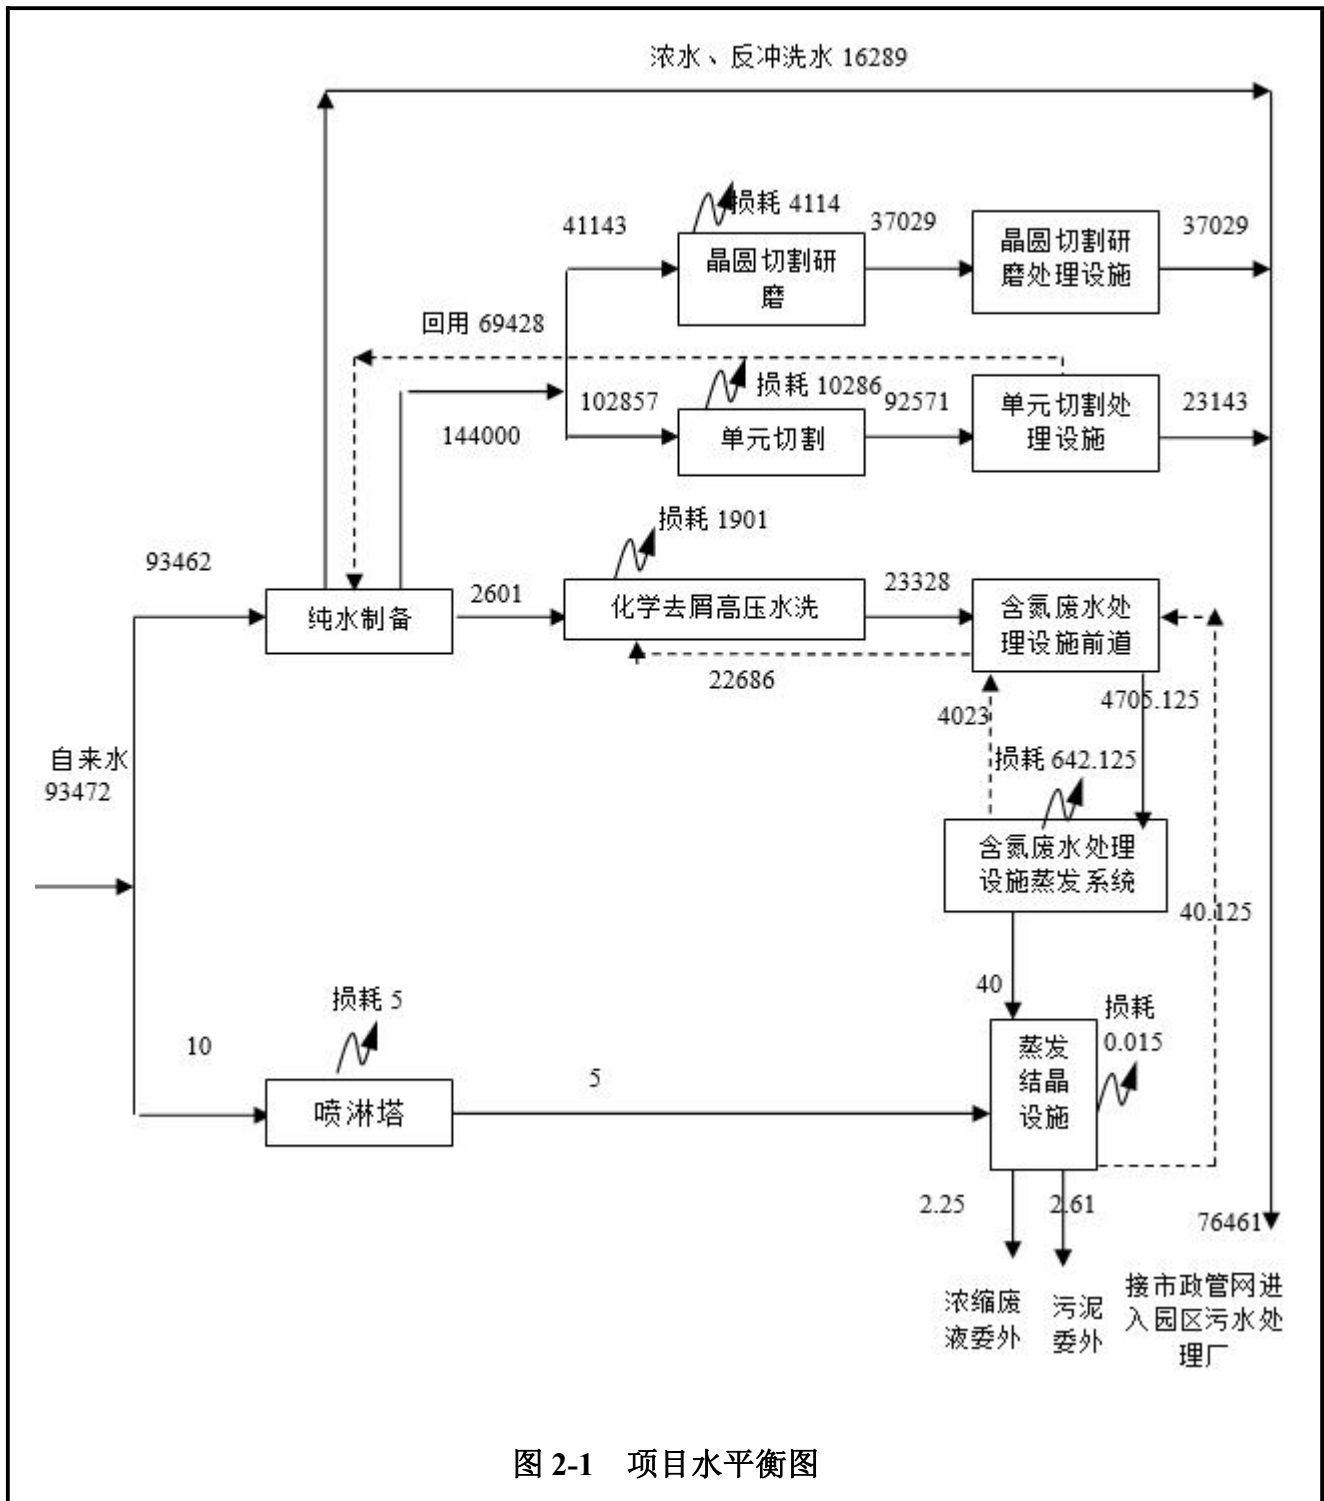 浓水、反冲洗水 16289
损耗 4114
41143
37029
37029
晶圆切割研
磨
晶圆切割研
磨处理设施
回用 69428
损耗 10286
102857
92571
23143
144000
单元切割
单元切割处
理设施
损耗 1901
93462
2601
23328
纯水制备
化学去屑高压水洗
含氮废水处
理设施前道
22686
4023
4705.125
自来水
93472
损耗 642.125
含氮废水处理
设施蒸发系统
40.125
40
损耗 5
损耗
0.015
10
5
喷淋塔
蒸发
结晶
设施
2.25
2.61
76461
浓缩废
液委外
污泥
委外
接市政管网进
入园区污水处
理厂
图 2-1 项目水平衡图